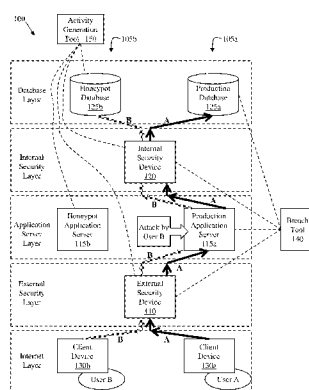 100
Activity
Generation
Tool 150
105b
105a
Database
Layer
Honeypot
Database
125b
Production
Database
125a
B
A
Internal
Security
Layer
Internal
Security
Device
120
A
B
Application
Server
Layer
Honeypot
Application
Server
115b
Attack by
User B
Production
Application
Server
115a
Breach
Tool
140
B
A
External
Security
Layer
External
Security
Device
110
B
A
Internet
Layer
Client
Device
130b
Client
Device
130a
User B
User A